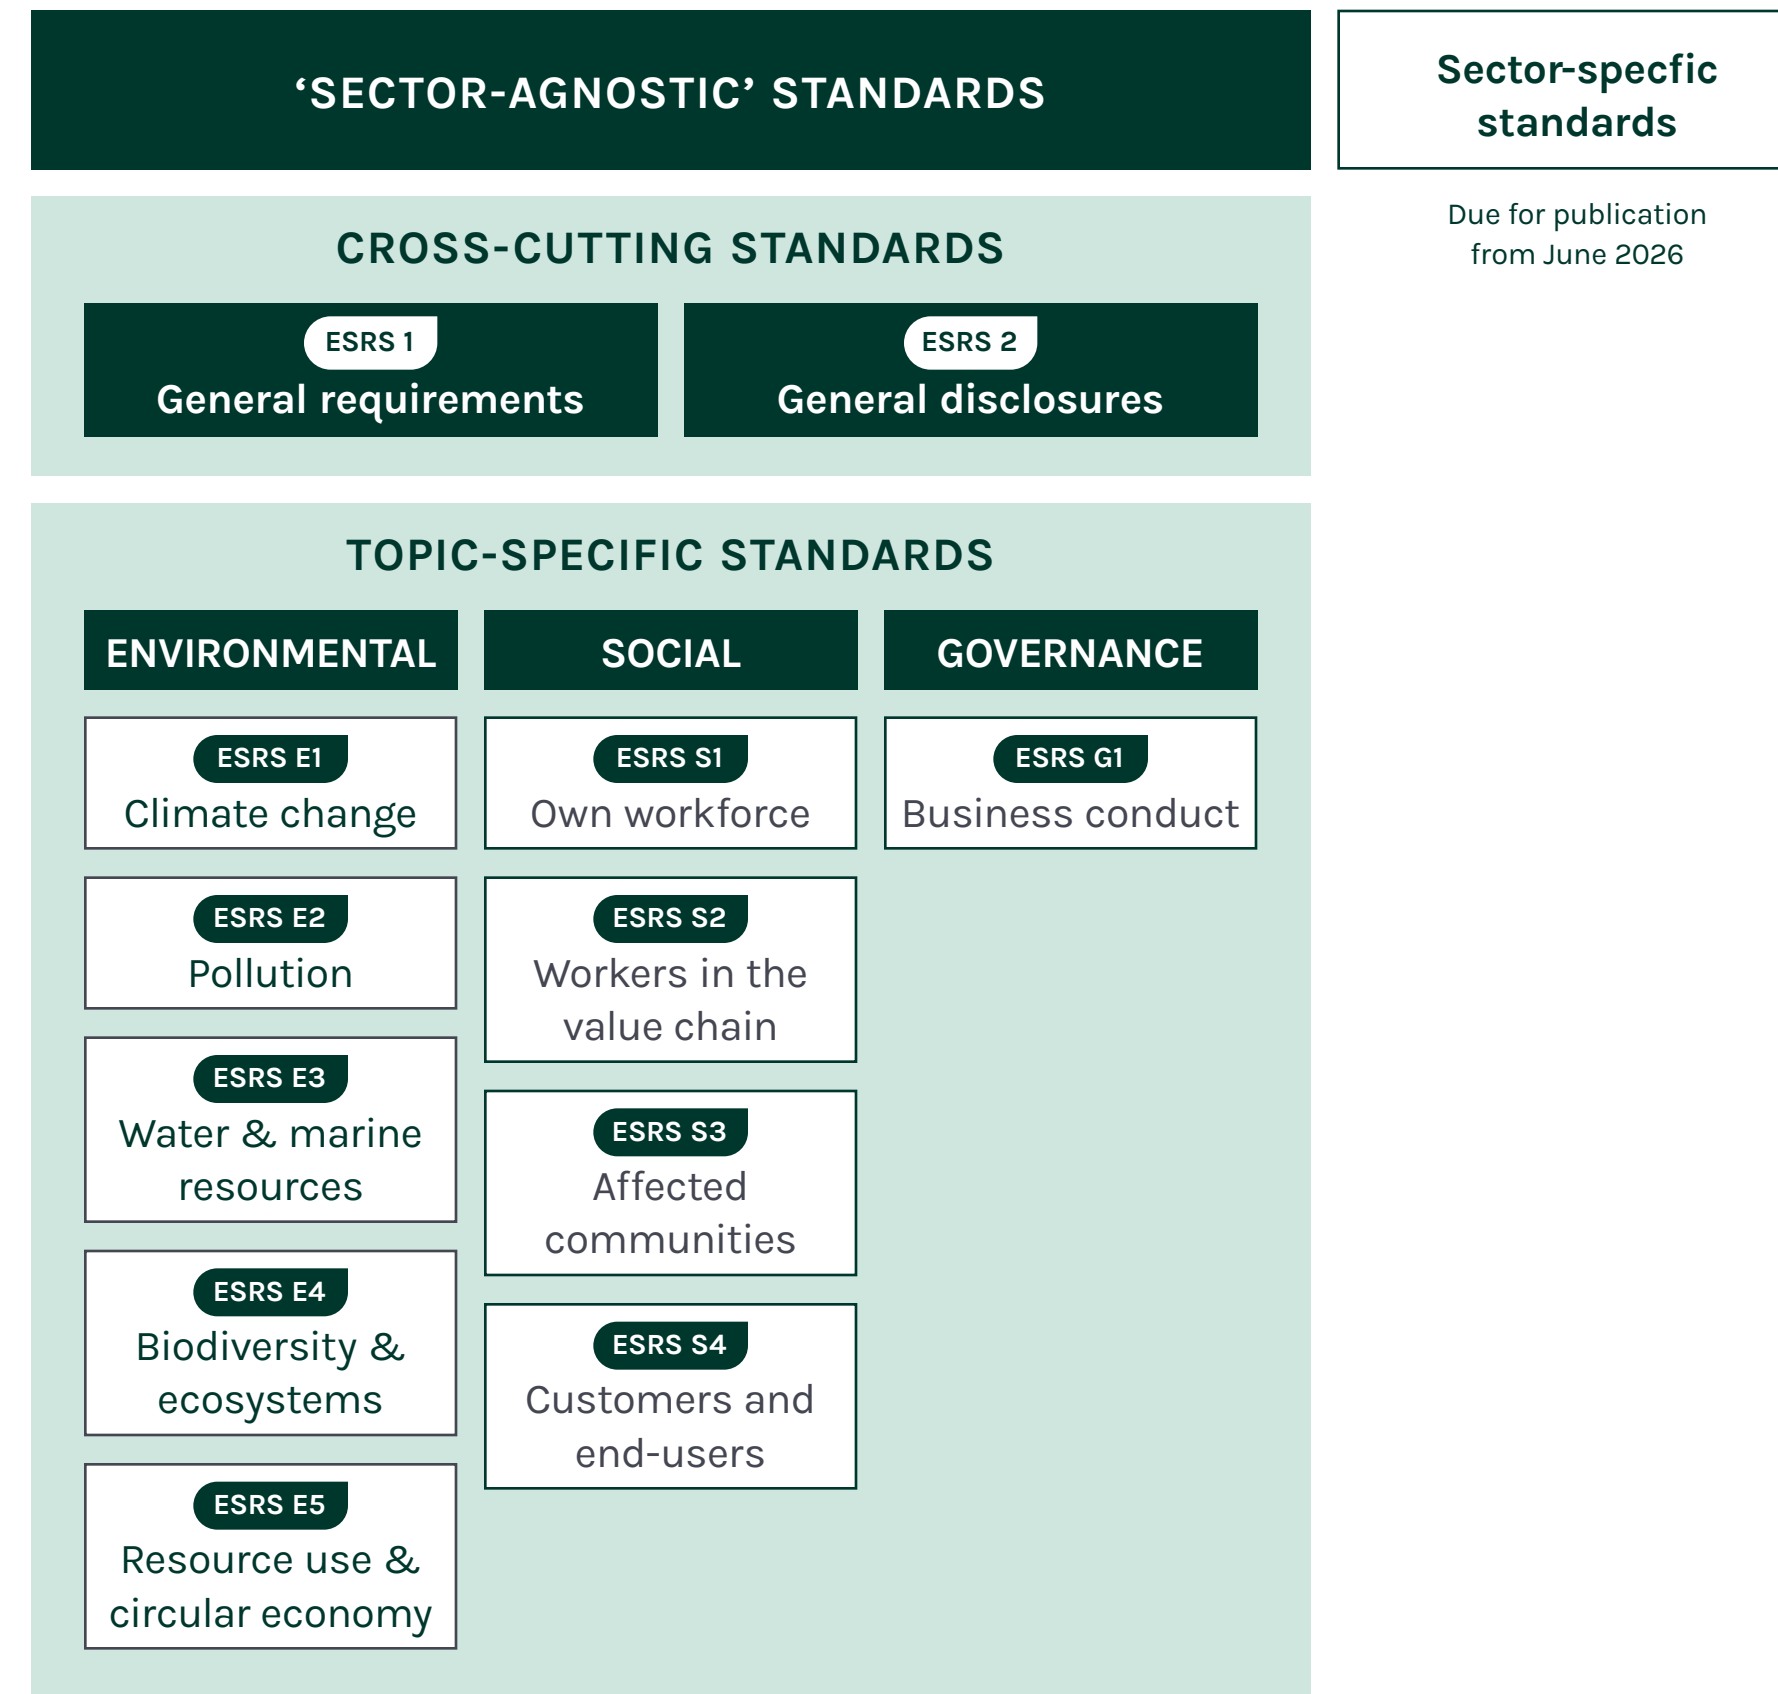 ‘SECTOR-AGNOSTIC’ STANDARDS
Sector-specfic
standards
Due for publication
from June 2026
CROSS-CUTTING STANDARDS
ESRS 1
General requirements
ESRS 2
General disclosures
TOPIC-SPECIFIC STANDARDS
ENVIRONMENTAL
ESRS E1
Climate change
ESRS E2
Pollution
ESRS E3
Water & marine
resources
ESRS E4
Biodiversity &
ecosystems
ESRS E5
Resource use &
circular economy
SOCIAL
ESRS S1
Own workforce
ESRS S2
Workers in the
value chain
ESRS S3
Affected
communities
ESRS S4
Customers and
end-users
GOVERNANCE
ESRS G1
Business conduct